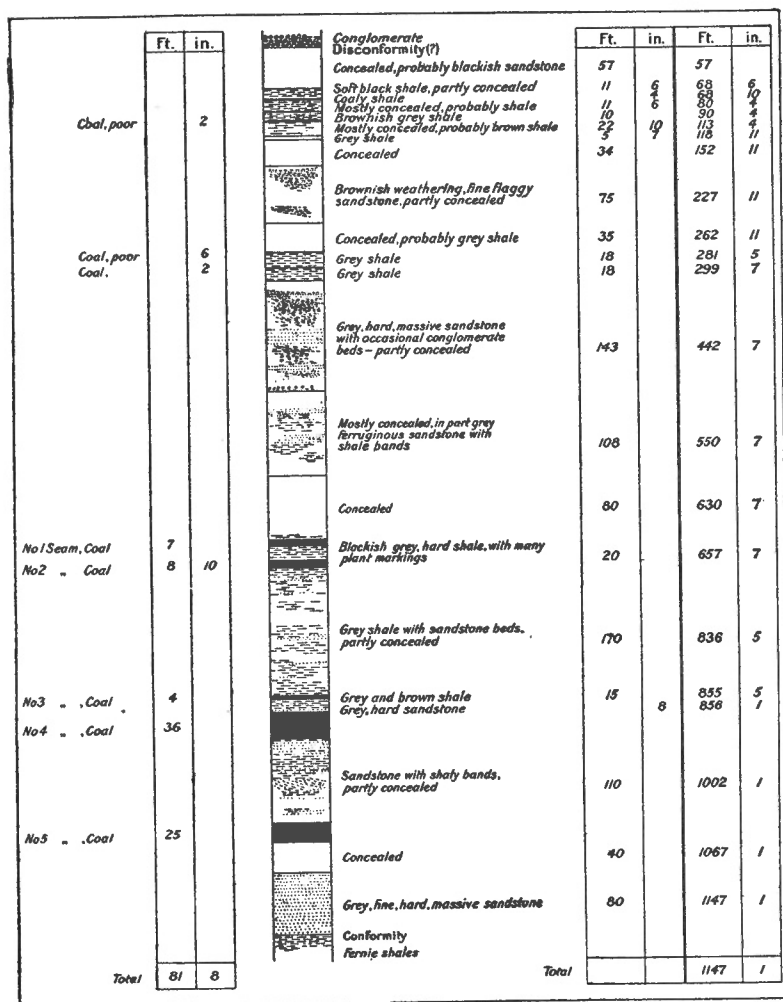 Ft. in. Ft. in. Ft. in.
Conglomerate
Disconformity(?)
Concealed, probably blackish sandstone 57 57
Soft black shale, partly concealed 11 6 68 6
Coaly shale 4 68 10
Mostly concealed, probably shale 11 6 80 4
Brownish grey shale 10 90 4
Coal, poor 2
Mostly concealed, probably brown shale 22 10 113 4
Grey shale 5 7 118 11
Concealed 34 152 11
Brownish weathering, fine flaggy
sandstone, partly concealed 75 227 11
Concealed, probably grey shale 35 262 11
Coal, poor 6
Grey shale 18 281 5
Coal. 2
Grey shale 18 299 7
Grey, hard, massive sandstone
with occasional conglomerate
beds – partly concealed 143 442 7
Mostly concealed, in part grey
ferruginous sandstone with
shale bands 108 550 7
Concealed 80 630 7
No1 Seam, Coal 7
Blackish grey, hard shale, with many
plant markings 20 657 7
No2 „ Coal 8 10
Grey shale with sandstone beds,
partly concealed 170 836 5
No3 „ , Coal 4
Grey and brown shale 15 855 5
Grey, hard sandstone 8 856 1
No4 „ , Coal 36
Sandstone with shaly bands,
partly concealed 110 1002 1
No5 „ , Coal 25
Concealed 40 1067 1
Grey, fine, hard, massive sandstone 80 1147 1
Conformity
Fernie shales
Total 81 8 Total 1147 1